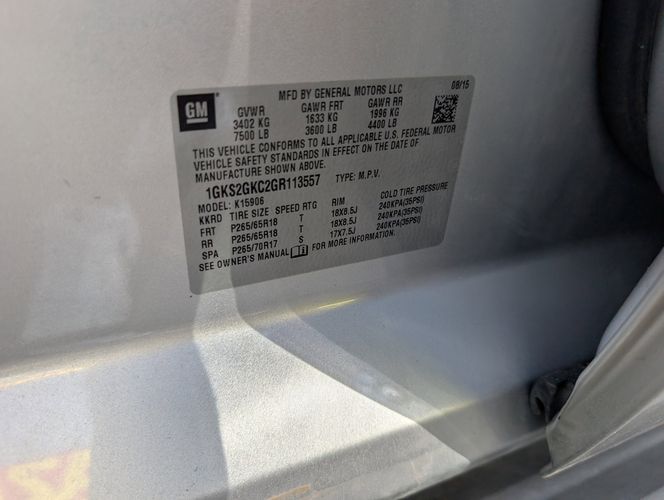 GM
MFD BY GENERAL MOTORS LLC 08/15
GVWR GAWR FRT GAWR RR
3402 KG 1633 KG 1996 KG
7500 LB 3600 LB 4400 LB
THIS VEHICLE CONFORMS TO ALL APPLICABLE U.S. FEDERAL MOTOR
VEHICLE SAFETY STANDARDS IN EFFECT ON THE DATE OF
MANUFACTURE SHOWN ABOVE.
1GKS2GKC2GR113557 TYPE: M.P.V.
MODEL: K15906
KKRD TIRE SIZE SPEED RTG RIM COLD TIRE PRESSURE
FRT P265/65R18 T 18X8.5J 240KPA(35PSI)
RR P265/65R18 T 18X8.5J 240KPA(35PSI)
SPA P265/70R17 S 17X7.5J 240KPA(35PSI)
SEE OWNER'S MANUAL FOR MORE INFORMATION.